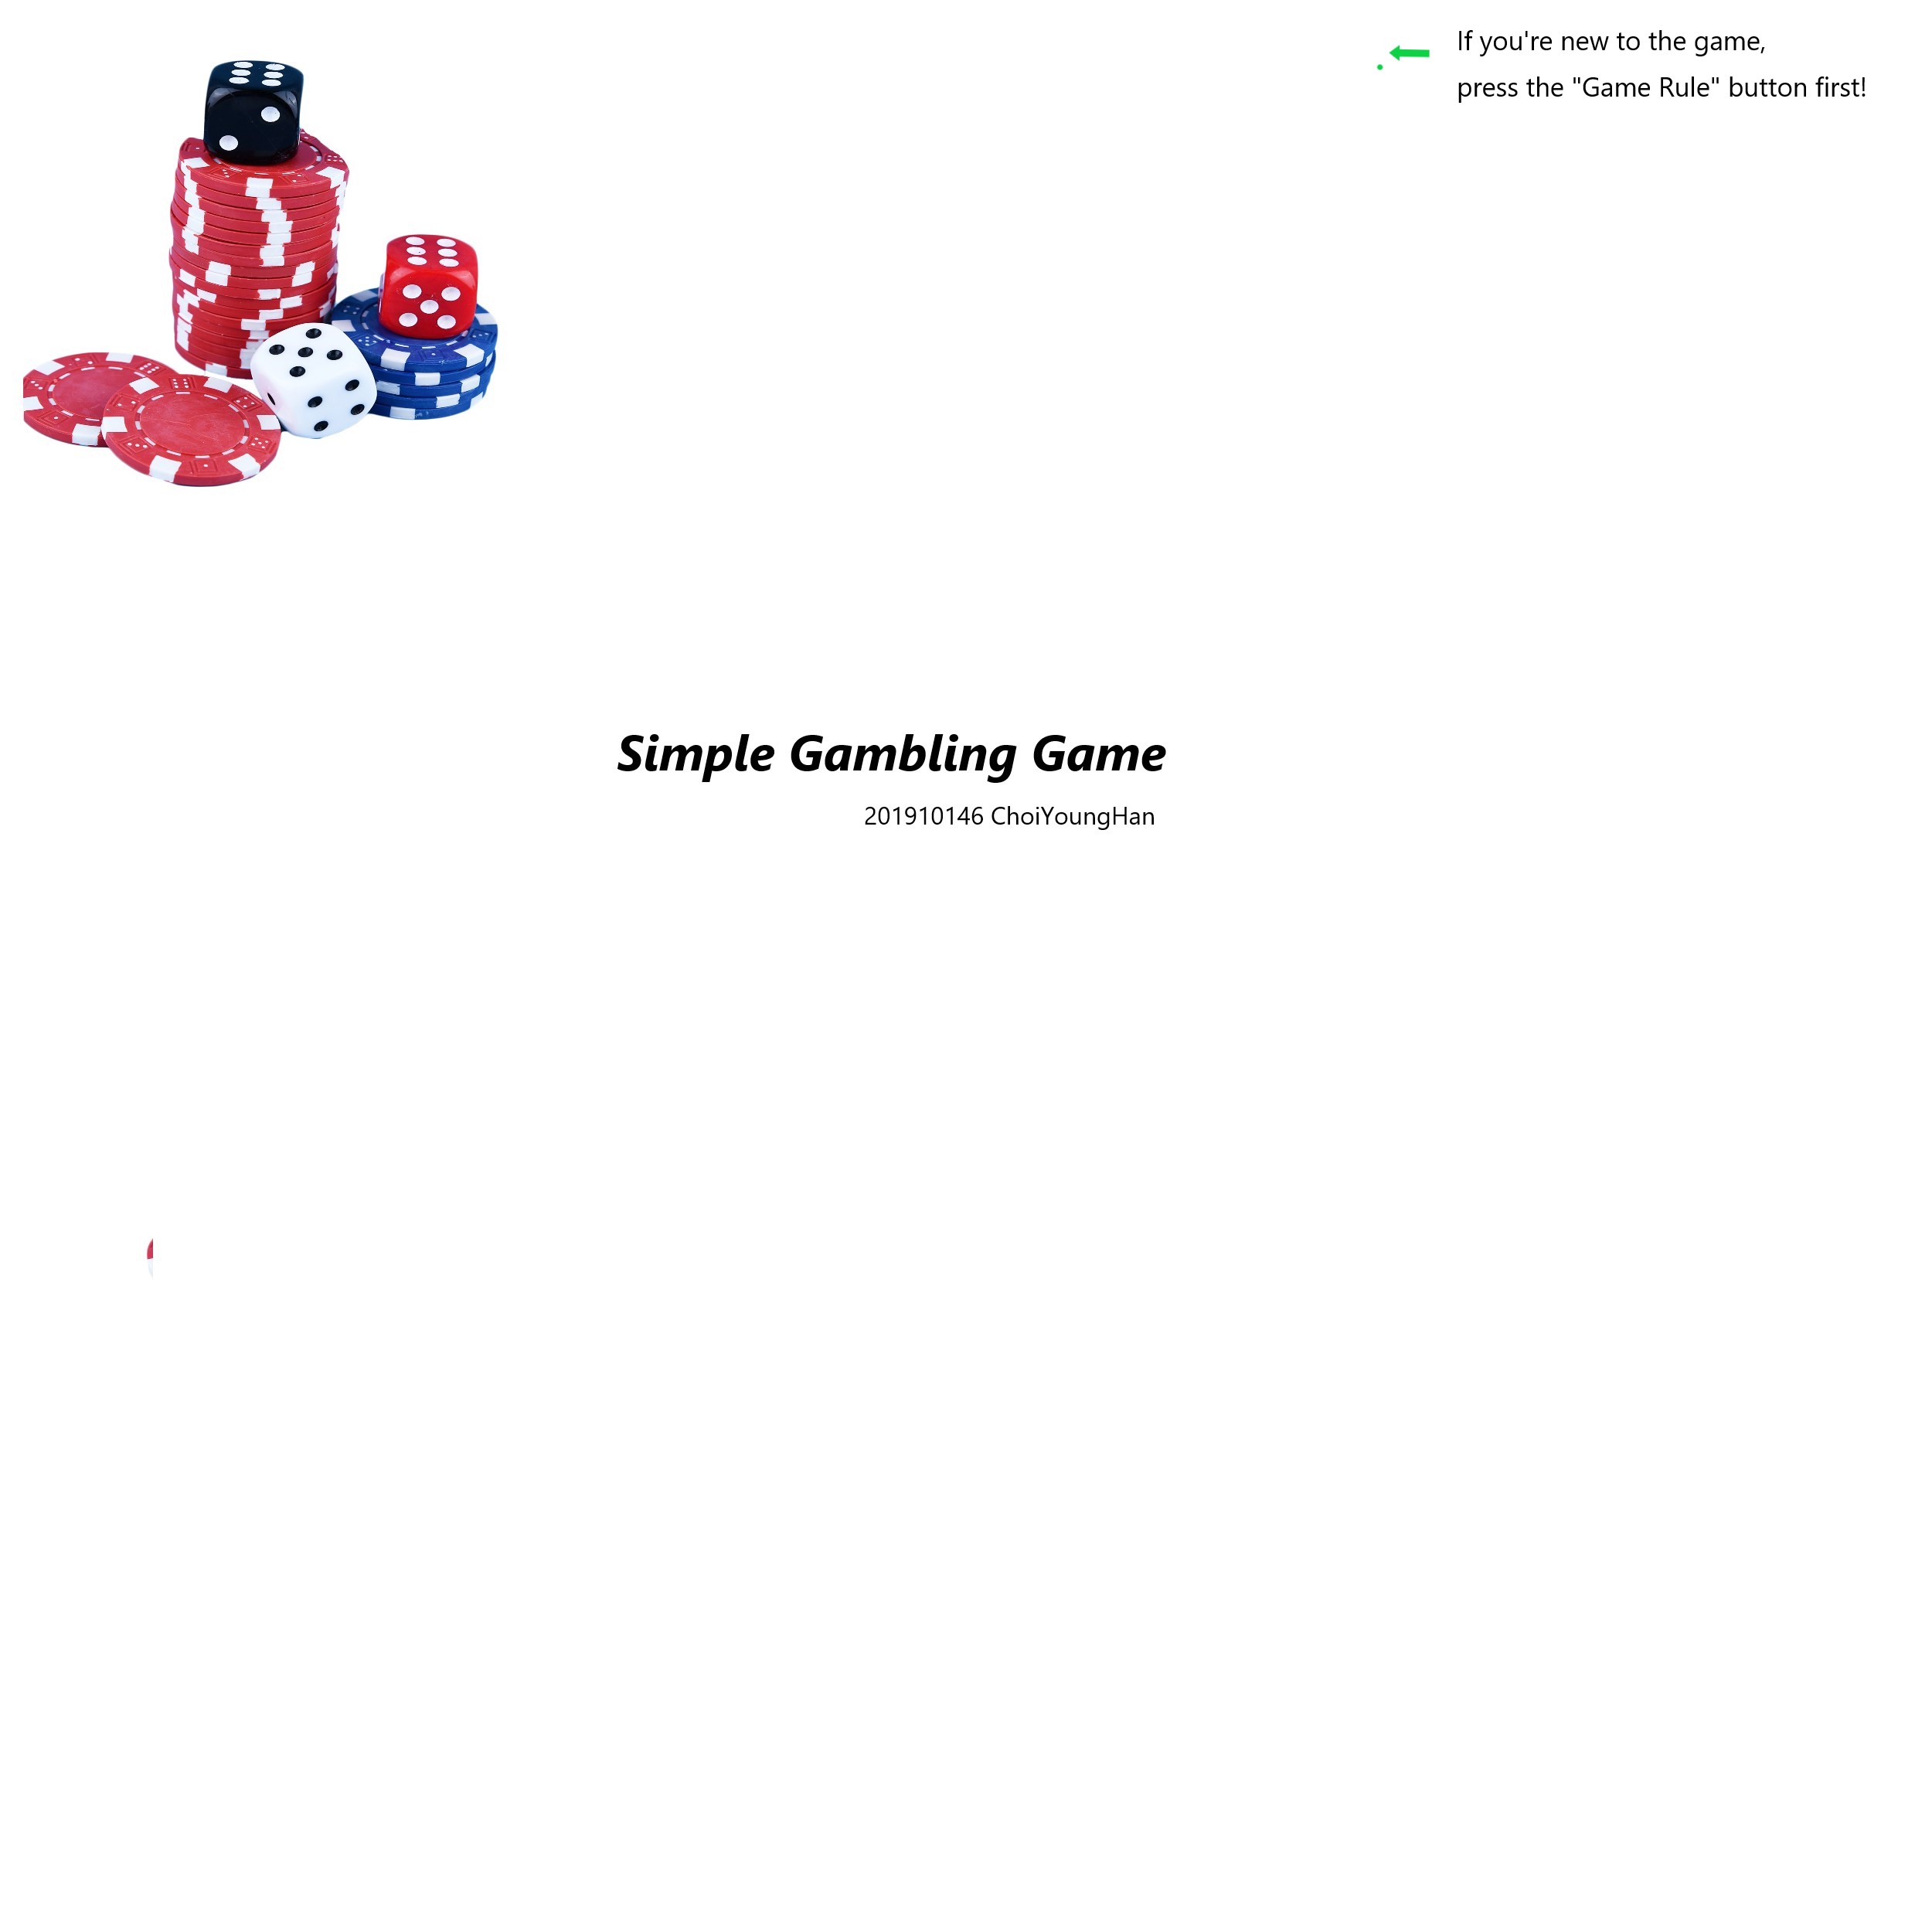 If you're new to the game,
press the "Game Rule" button first!
Simple Gambling Game
201910146 ChoiYoungHan